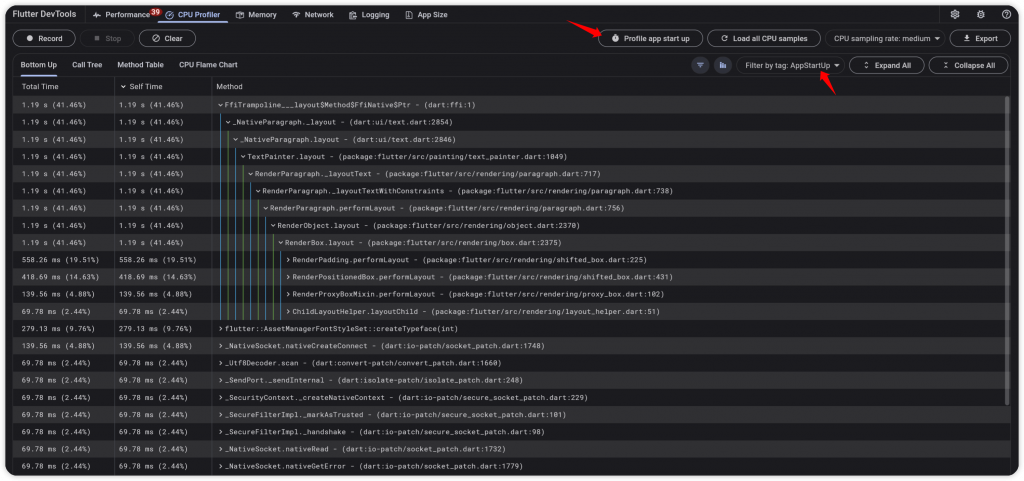 Flutter DevTools Performance 39 CPU Profiler Memory Network Logging App Size
Record Stop Clear Profile app start up Load all CPU samples CPU sampling rate: medium Export
Bottom Up Call Tree Method Table CPU Flame Chart Filter by tag: AppStartUp Expand All Collapse All
Total Time Self Time Method
1.19 s (41.46%) 1.19 s (41.46%) FfiTrampoline___layout$Method$FfiNative$Ptr - (dart:ffi:1)
1.19 s (41.46%) 1.19 s (41.46%) _NativeParagraph._layout - (dart:ui/text.dart:2854)
1.19 s (41.46%) 1.19 s (41.46%) _NativeParagraph.layout - (dart:ui/text.dart:2846)
1.19 s (41.46%) 1.19 s (41.46%) TextPainter.layout - (package:flutter/src/painting/text_painter.dart:1049)
1.19 s (41.46%) 1.19 s (41.46%) RenderParagraph._layoutText - (package:flutter/src/rendering/paragraph.dart:717)
1.19 s (41.46%) 1.19 s (41.46%) RenderParagraph._layoutTextWithConstraints - (package:flutter/src/rendering/paragraph.dart:738)
1.19 s (41.46%) 1.19 s (41.46%) RenderParagraph.performLayout - (package:flutter/src/rendering/paragraph.dart:756)
1.19 s (41.46%) 1.19 s (41.46%) RenderObject.layout - (package:flutter/src/rendering/object.dart:2370)
1.19 s (41.46%) 1.19 s (41.46%) RenderBox.layout - (package:flutter/src/rendering/box.dart:2375)
558.26 ms (19.51%) 558.26 ms (19.51%) RenderPadding.performLayout - (package:flutter/src/rendering/shifted_box.dart:225)
418.69 ms (14.63%) 418.69 ms (14.63%) RenderPositionedBox.performLayout - (package:flutter/src/rendering/shifted_box.dart:431)
139.56 ms (4.88%) 139.56 ms (4.88%) RenderProxyBoxMixin.performLayout - (package:flutter/src/rendering/proxy_box.dart:102)
69.78 ms (2.44%) 69.78 ms (2.44%) ChildLayoutHelper.layoutChild - (package:flutter/src/rendering/layout_helper.dart:51)
279.13 ms (9.76%) 279.13 ms (9.76%) flutter::AssetManagerFontStyleSet::createTypeface(int)
139.56 ms (4.88%) 139.56 ms (4.88%) _NativeSocket.nativeCreateConnect - (dart:io-patch/socket_patch.dart:1748)
69.78 ms (2.44%) 69.78 ms (2.44%) _Utf8Decoder.scan - (dart:convert-patch/convert_patch.dart:1660)
69.78 ms (2.44%) 69.78 ms (2.44%) _SendPort._sendInternal - (dart:isolate-patch/isolate_patch.dart:248)
69.78 ms (2.44%) 69.78 ms (2.44%) _SecurityContext._createNativeContext - (dart:io-patch/secure_socket_patch.dart:229)
69.78 ms (2.44%) 69.78 ms (2.44%) _SecureFilterImpl._markAsTrusted - (dart:io-patch/secure_socket_patch.dart:101)
69.78 ms (2.44%) 69.78 ms (2.44%) _SecureFilterImpl._handshake - (dart:io-patch/secure_socket_patch.dart:98)
69.78 ms (2.44%) 69.78 ms (2.44%) _NativeSocket.nativeRead - (dart:io-patch/socket_patch.dart:1732)
69.78 ms (2.44%) 69.78 ms (2.44%) _NativeSocket.nativeGetError - (dart:io-patch/socket_patch.dart:1779)